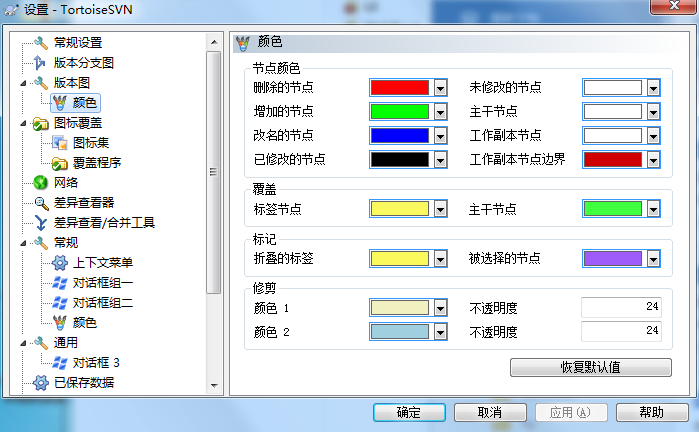 设置 - TortoiseSVN
常规设置
版本分支图
版本图
颜色
图标覆盖
图标集
覆盖程序
网络
差异查看器
差异查看/合并工具
常规
上下文菜单
对话框组一
对话框组二
颜色
通用
对话框 3
已保存数据
颜色
节点颜色
删除的节点
未修改的节点
增加的节点
主干节点
改名的节点
工作副本节点
已修改的节点
工作副本节点边界
覆盖
标签节点
主干节点
标记
折叠的标签
被选择的节点
修剪
颜色 1
不透明度
24
颜色 2
不透明度
24
恢复默认值
确定
取消
应用(A)
帮助